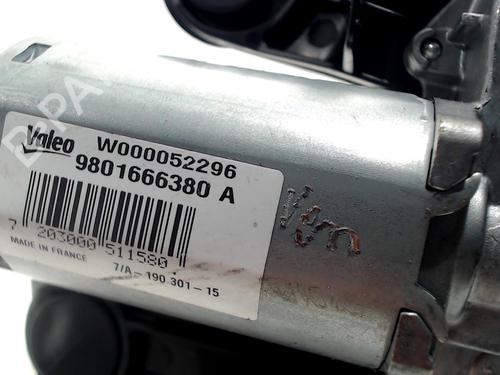 Valeo
W000052296
9801666380 A
7 203000 511580
MADE IN FRANCE
7/A-190 301-15